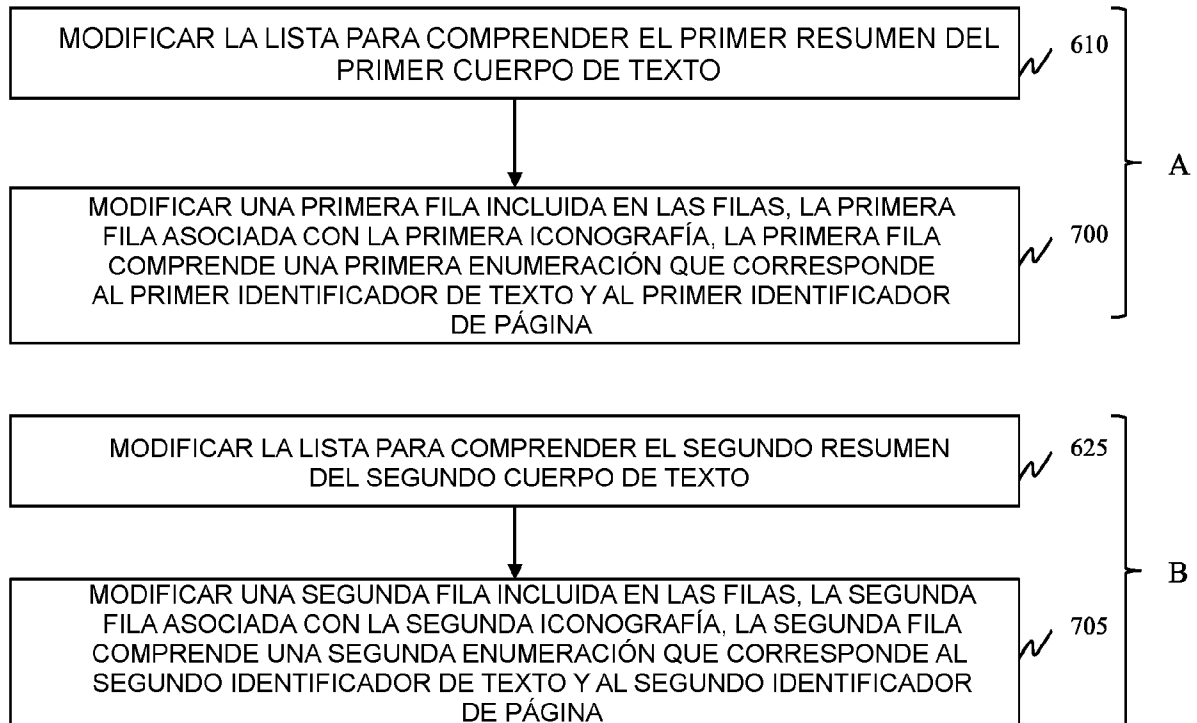 MODIFICAR LA LISTA PARA COMPRENDER EL PRIMER RESUMEN DEL
PRIMER CUERPO DE TEXTO
610
A
MODIFICAR UNA PRIMERA FILA INCLUIDA EN LAS FILAS, LA PRIMERA
FILA ASOCIADA CON LA PRIMERA ICONOGRAFÍA, LA PRIMERA FILA
COMPRENDE UNA PRIMERA ENUMERACIÓN QUE CORRESPONDE
AL PRIMER IDENTIFICADOR DE TEXTO Y AL PRIMER IDENTIFICADOR
DE PÁGINA
700
MODIFICAR LA LISTA PARA COMPRENDER EL SEGUNDO RESUMEN
DEL SEGUNDO CUERPO DE TEXTO
625
B
MODIFICAR UNA SEGUNDA FILA INCLUIDA EN LAS FILAS, LA SEGUNDA
FILA ASOCIADA CON LA SEGUNDA ICONOGRAFÍA, LA SEGUNDA FILA
COMPRENDE UNA SEGUNDA ENUMERACIÓN QUE CORRESPONDE AL
SEGUNDO IDENTIFICADOR DE TEXTO Y AL SEGUNDO IDENTIFICADOR
DE PÁGINA
705